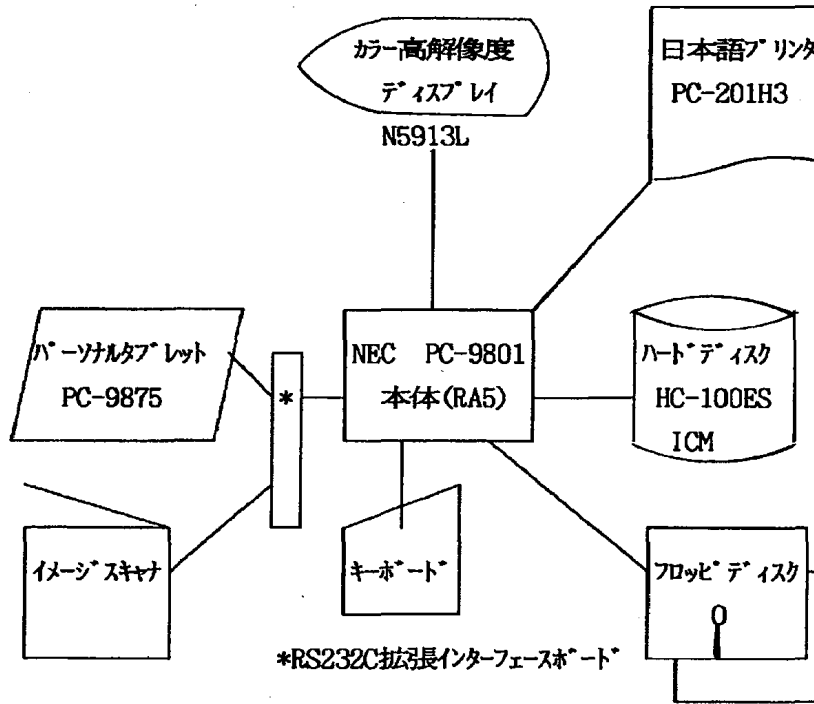 カラー高解像度
ディスプレイ
N5913L
日本語プリンタ
PC-201H3
パーソナルタブレット
PC-9875
*
NEC PC-9801
本体(RA5)
ハードディスク
HC-100ES
ICM
イメージスキャナ
キーボード
フロッピディスク
*RS232C拡張インターフェースボード